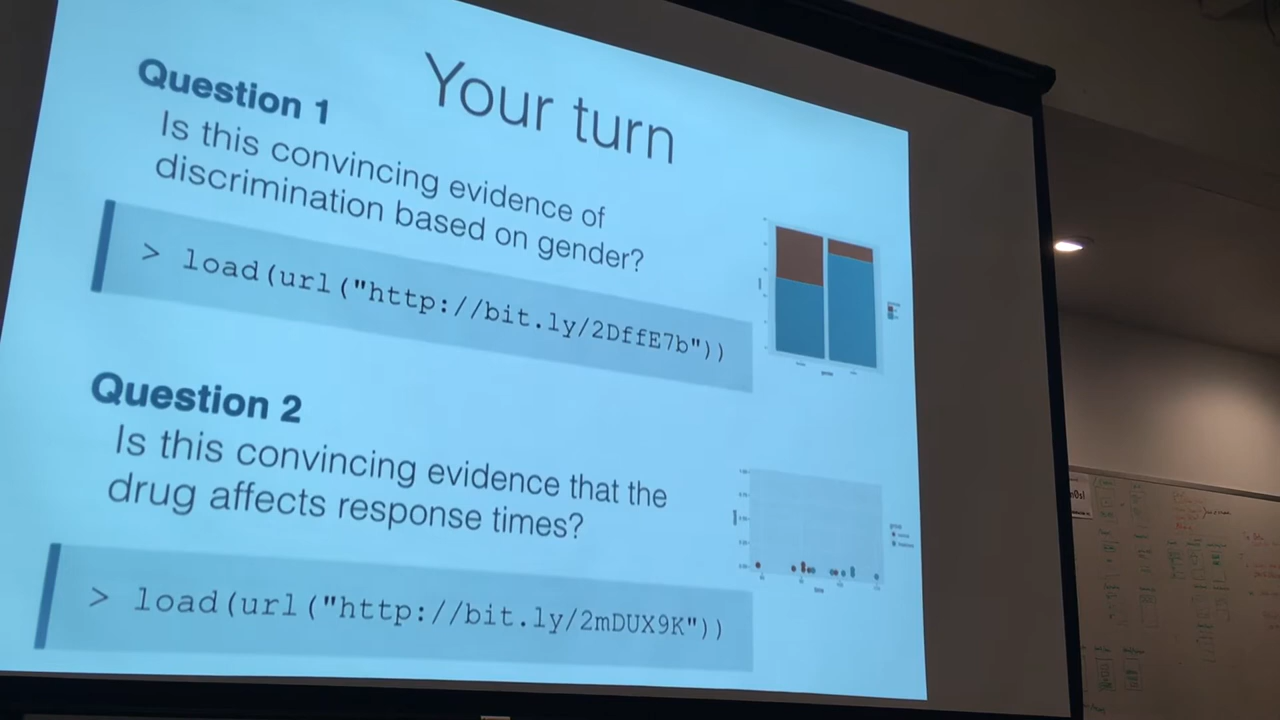 Your turn
Question 1
Is this convincing evidence of
discrimination based on gender?
> load(url("http://bit.ly/2DffE7b"))
Question 2
Is this convincing evidence that the
drug affects response times?
> load(url("http://bit.ly/2mDUX9K"))